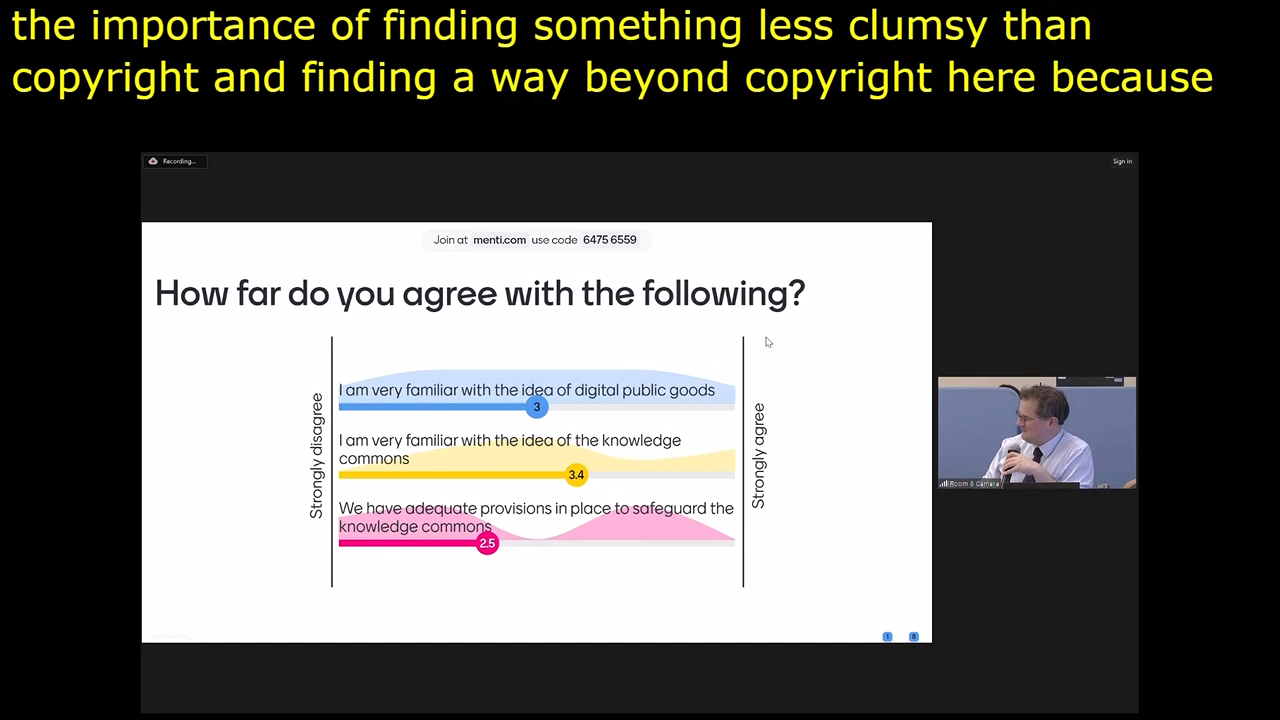 the importance of finding something less clumsy than
copyright and finding a way beyond copyright here because
Recording...
Sign in
Join at menti.com use code 6475 6559
How far do you agree with the following?
Strongly disagree
I am very familiar with the idea of digital public goods
3
I am very familiar with the idea of the knowledge
commons
3.4
We have adequate provisions in place to safeguard the
knowledge commons
2.5
Strongly agree
Room 8 Camera
1
8